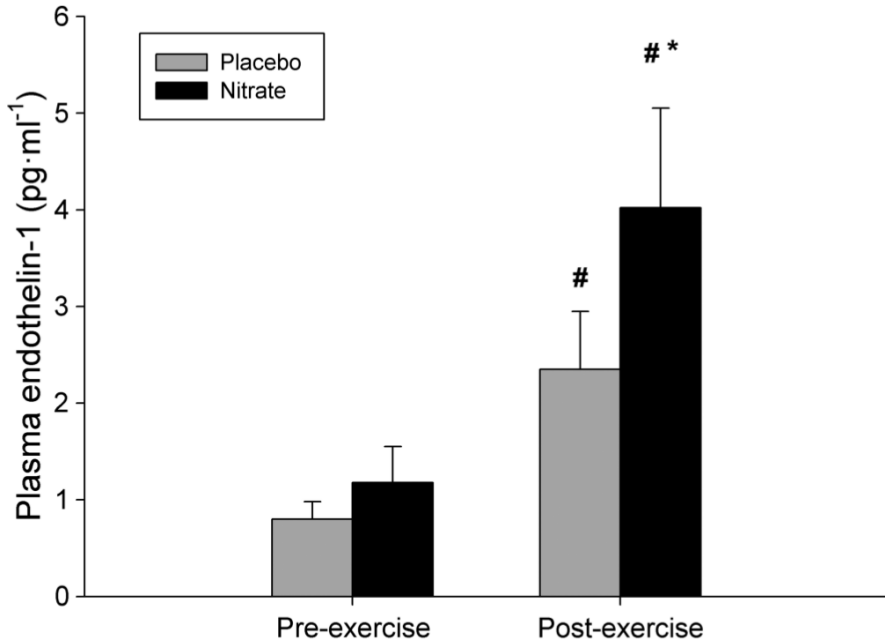 Plasma endothelin-1 (pg·ml⁻¹)
6
5
4
3
2
1
0
Placebo
Nitrate
# *
#
Pre-exercise
Post-exercise